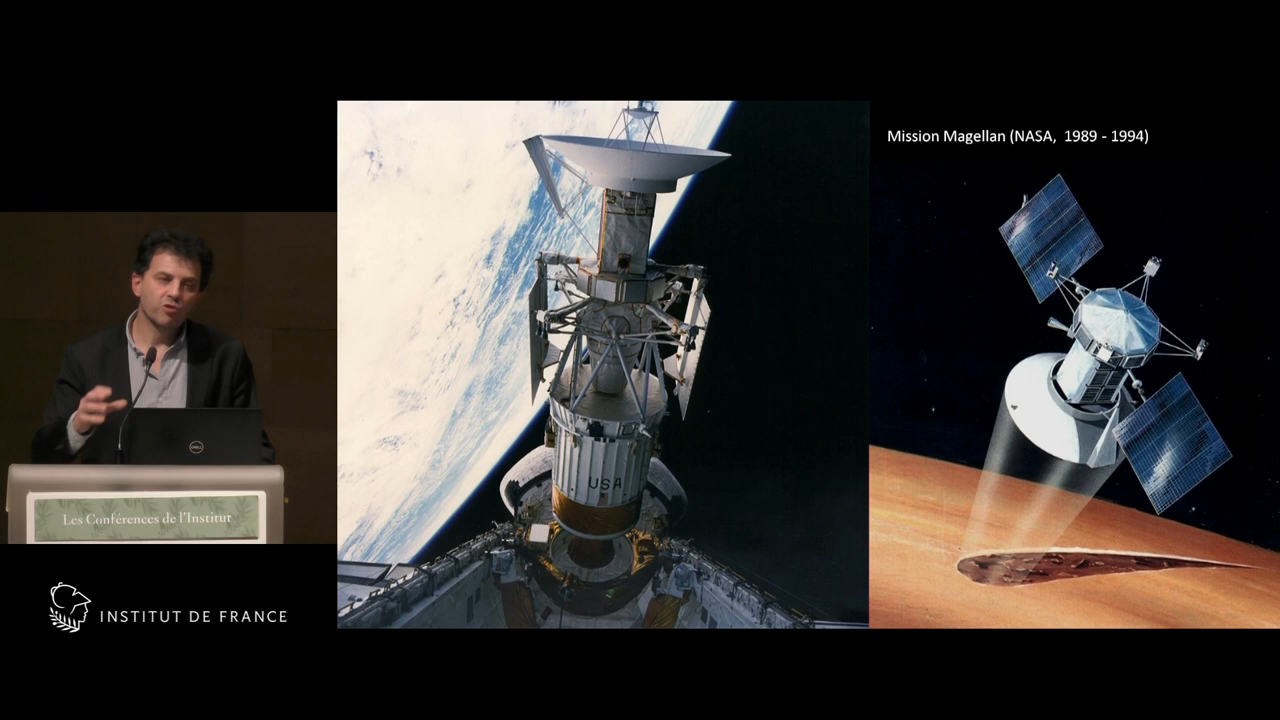 Mission Magellan (NASA, 1989 - 1994)
USA
DELL
Les Conférences de l'Institut
INSTITUT DE FRANCE